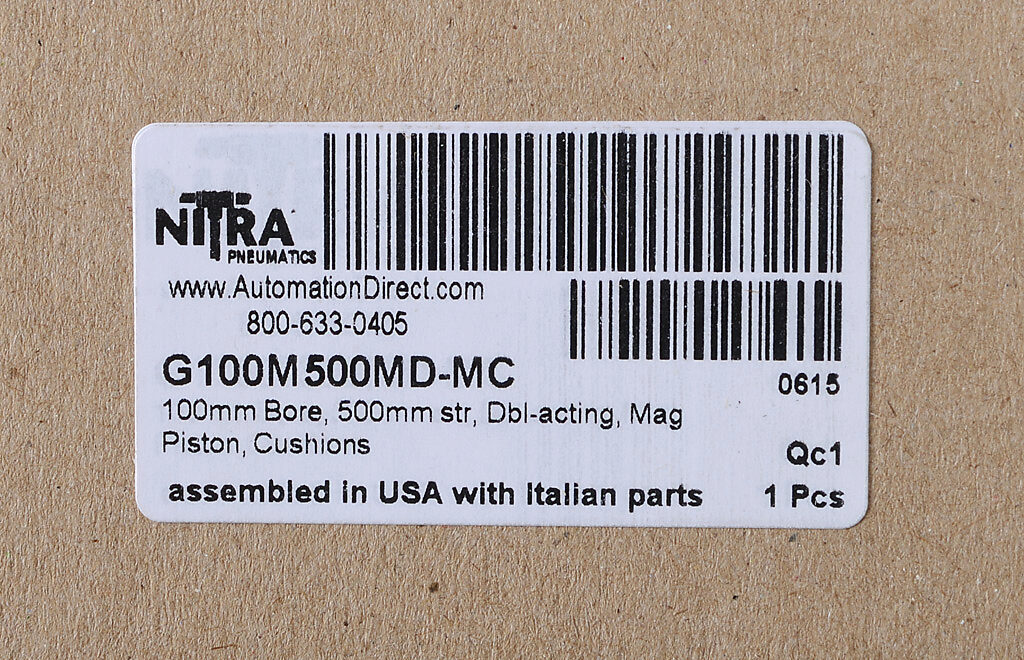 NITRA
PNEUMATICS
www.AutomationDirect.com
800-633-0405
G100M500MD-MC
0615
100mm Bore, 500mm str, Dbl-acting, Mag
Piston, Cushions
Qc1
assembled in USA with Italian parts
1 Pcs